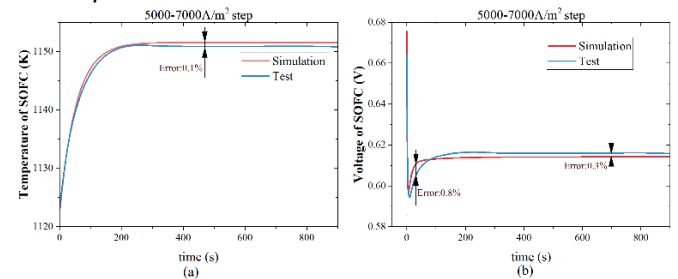 5000-7000A/m² step
Temperature of SOFC (K)
1150
1140
1130
1120
Simulation
Test
Error:0.1%
0
200
400
600
800
time (s)
(a)
5000-7000A/m² step
Voltage of SOFC (V)
0.68
0.66
0.64
0.62
0.60
0.58
Simulation
Test
Error:0.3%
Error:0.8%
0
200
400
600
800
time (s)
(b)